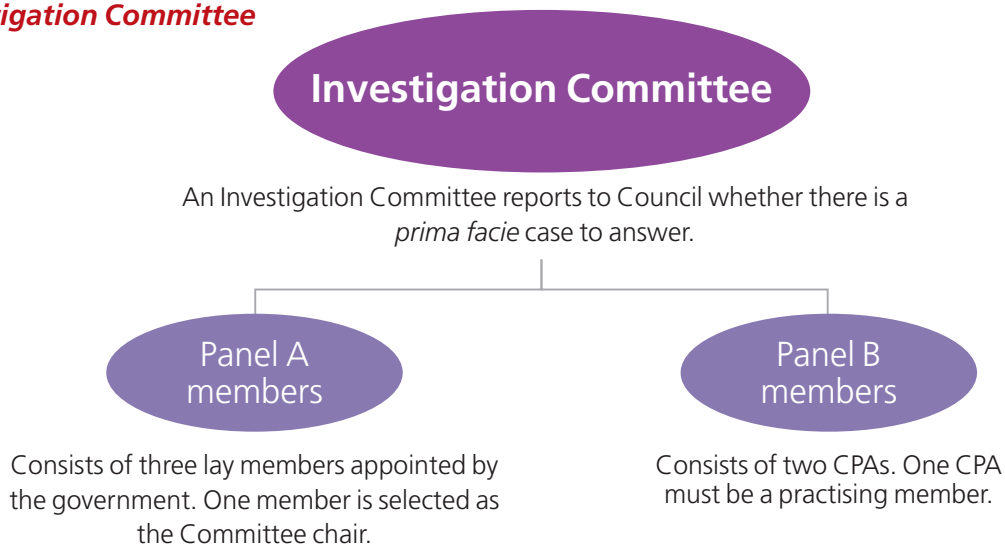 tigation Committee
Investigation Committee
An Investigation Committee reports to Council whether there is a
prima facie case to answer.
Panel A
members
Panel B
members
Consists of three lay members appointed by
the government. One member is selected as
the Committee chair.
Consists of two CPAs. One CPA
must be a practising member.